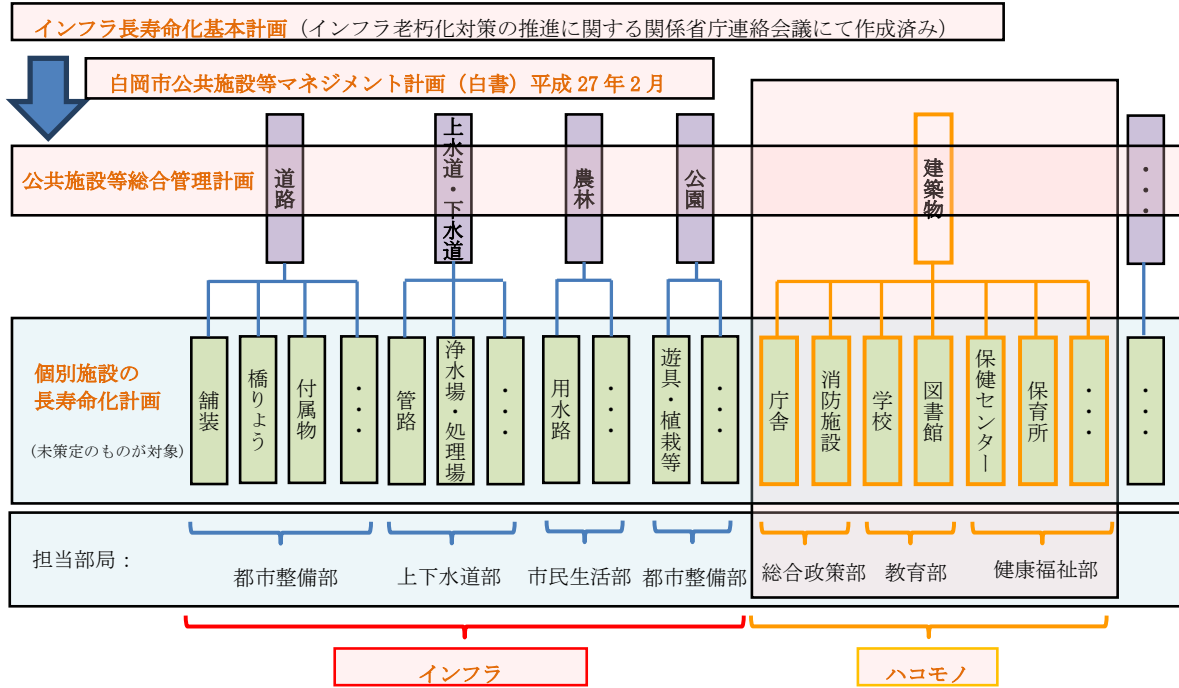 インフラ長寿命化基本計画（インフラ老朽化対策の推進に関する関係省庁連絡会議にて作成済み）
白岡市公共施設等マネジメント計画（白書）平成 27 年 2 月
公共施設等総合管理計画
道路
上水道・下水道
農林
公園
建築物
・・・
個別施設の
長寿命化計画
(未策定のものが対象)
舗装
橋りょう
付属物
・・・
管路
浄水場・処理場
・・・
用水路
・・・
遊具・植栽等
・・・
庁舎
消防施設
学校
図書館
保健センター
保育所
・・・
・・・
担当部局：
都市整備部
上下水道部
市民生活部
都市整備部
総合政策部
教育部
健康福祉部
インフラ
ハコモノ